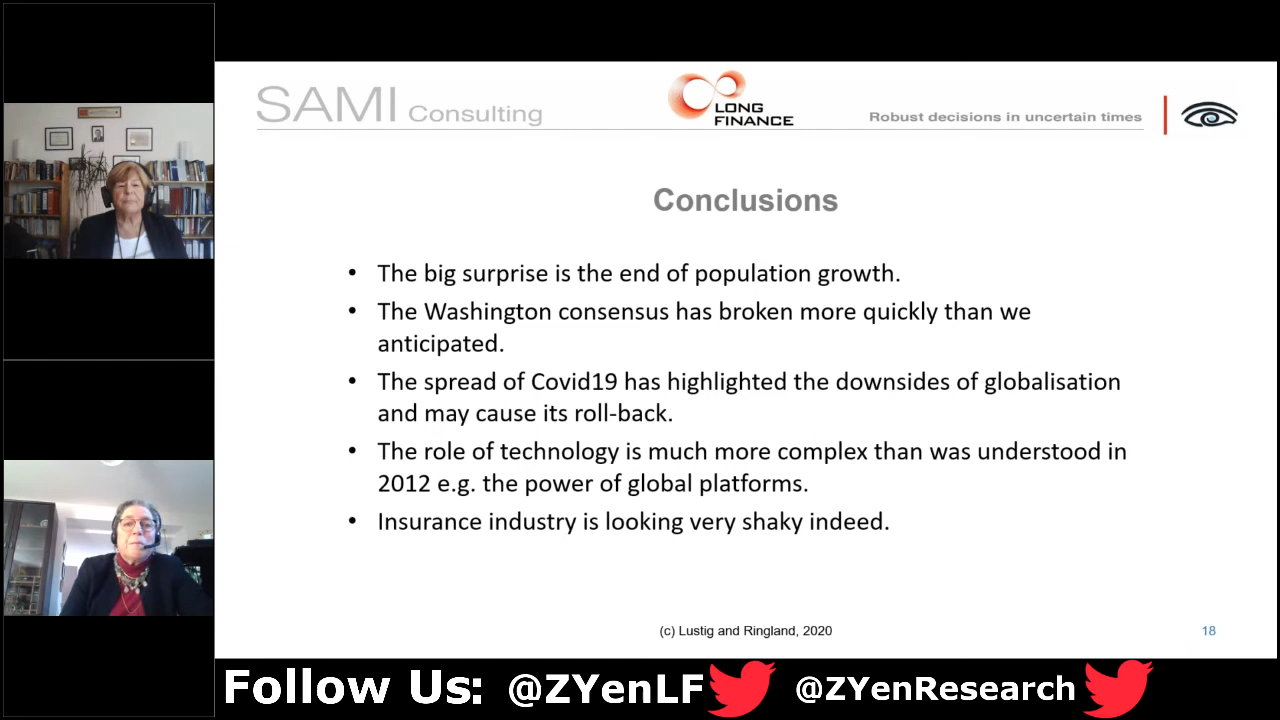 SAMI Consulting
LONG
FINANCE
Robust decisions in uncertain times
Conclusions
• The big surprise is the end of population growth.
• The Washington consensus has broken more quickly than we
anticipated.
• The spread of Covid19 has highlighted the downsides of globalisation
and may cause its roll-back.
• The role of technology is much more complex than was understood in
2012 e.g. the power of global platforms.
• Insurance industry is looking very shaky indeed.
(c) Lustig and Ringland, 2020
18
Follow Us: @ZYenLF @ZYenResearch